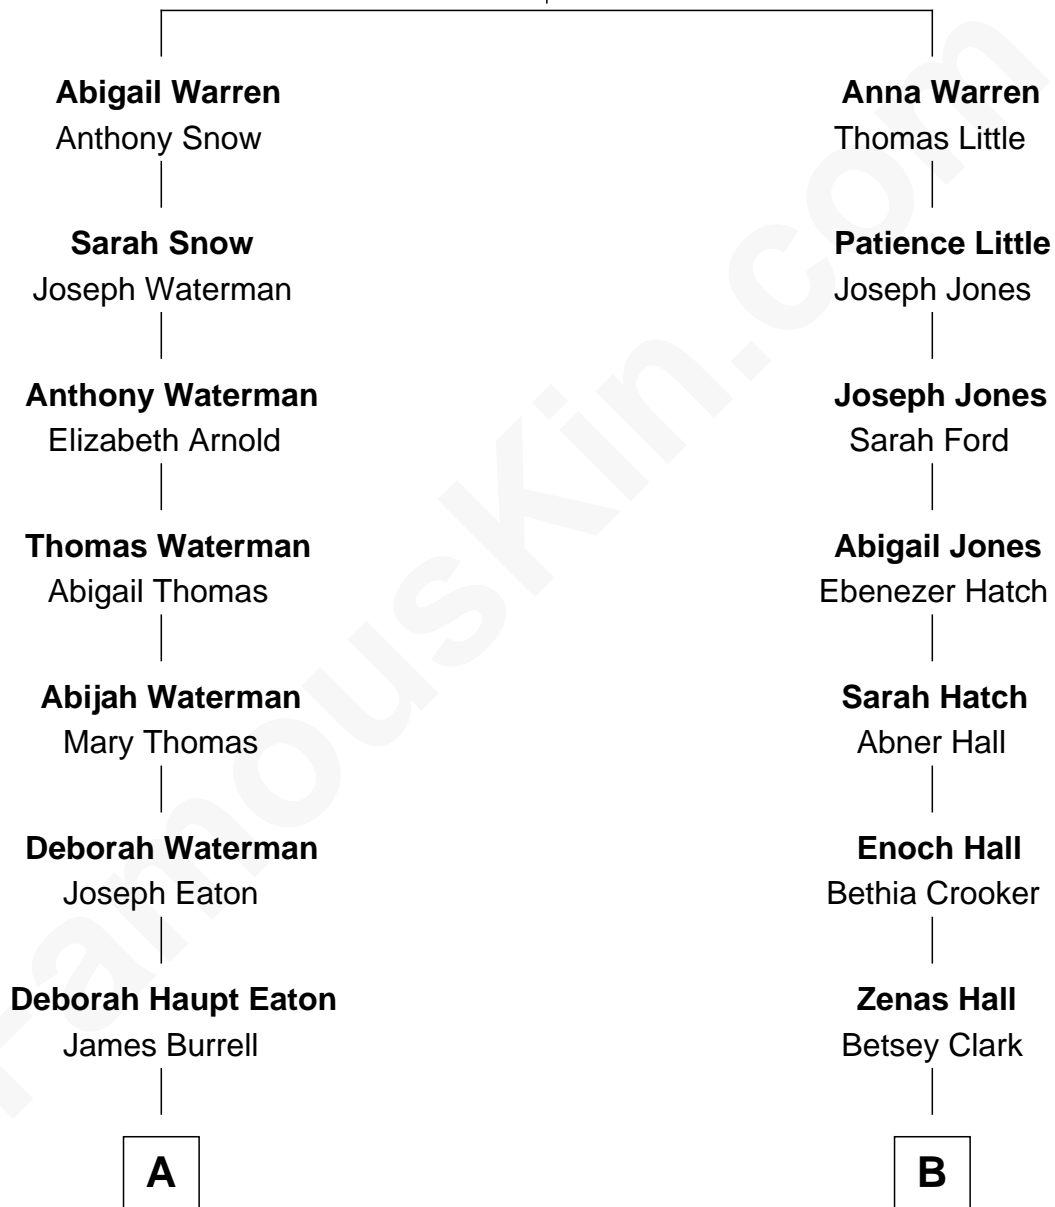 Abigail Warren
Anthony Snow
Anna Warren
Thomas Little
Sarah Snow
Joseph Waterman
Patience Little
Joseph Jones
Anthony Waterman
Elizabeth Arnold
Joseph Jones
Sarah Ford
Thomas Waterman
Abigail Thomas
Abigail Jones
Ebenezer Hatch
Abijah Waterman
Mary Thomas
Sarah Hatch
Abner Hall
Deborah Waterman
Joseph Eaton
Enoch Hall
Bethia Crooker
Deborah Haupt Eaton
James Burrell
Zenas Hall
Betsey Clark
A
B
FamousKin.com